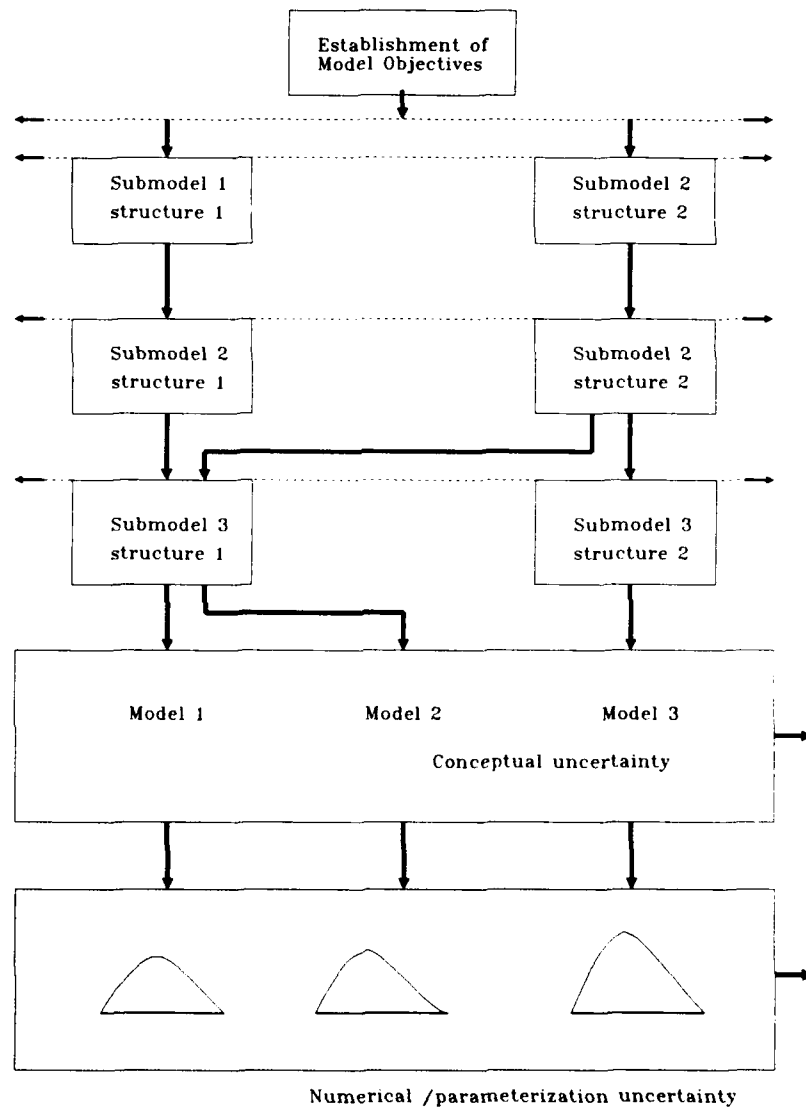 Establishment of
Model Objectives
Submodel 1
structure 1
Submodel 2
structure 2
Submodel 2
structure 1
Submodel 2
structure 2
Submodel 3
structure 1
Submodel 3
structure 2
Model 1
Model 2
Model 3
Conceptual uncertainty
Numerical /parameterization uncertainty